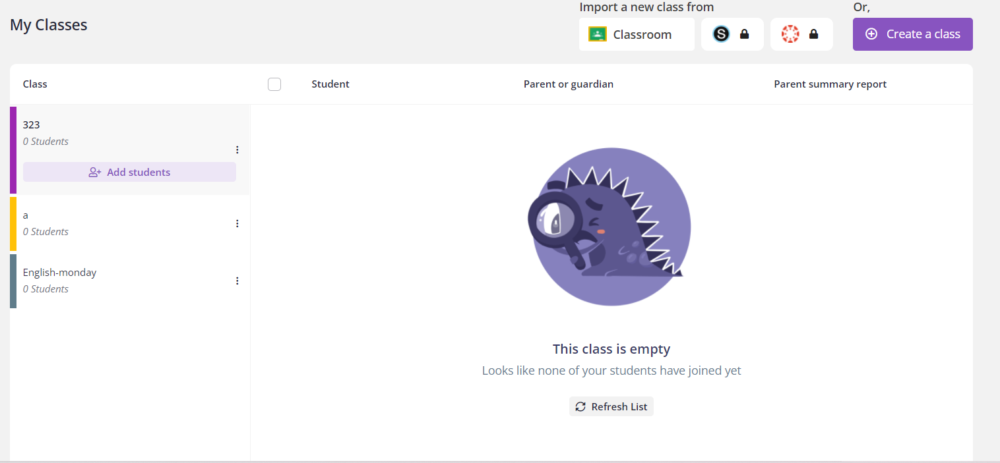 My Classes
Import a new class from
Or,
Classroom
S
Create a class
Class
Student
Parent or guardian
Parent summary report
323
0 Students
Add students
a
0 Students
English-monday
0 Students
This class is empty
Looks like none of your students have joined yet
Refresh List